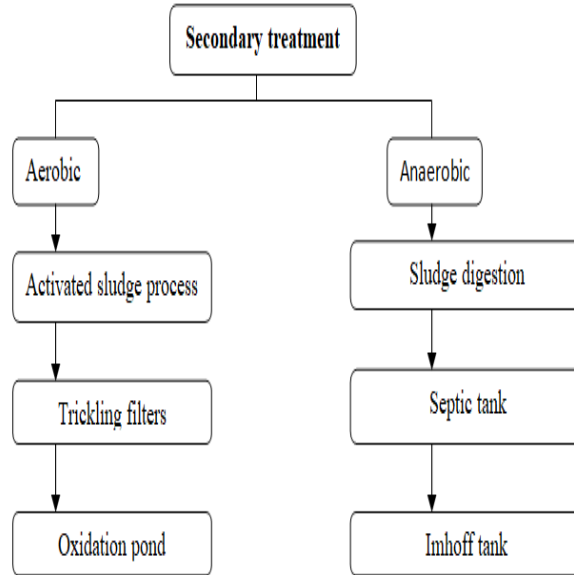 Secondary treatment
Aerobic
Anaerobic
Activated sludge process
Sludge digestion
Trickling filters
Septic tank
Oxidation pond
Imhoff tank